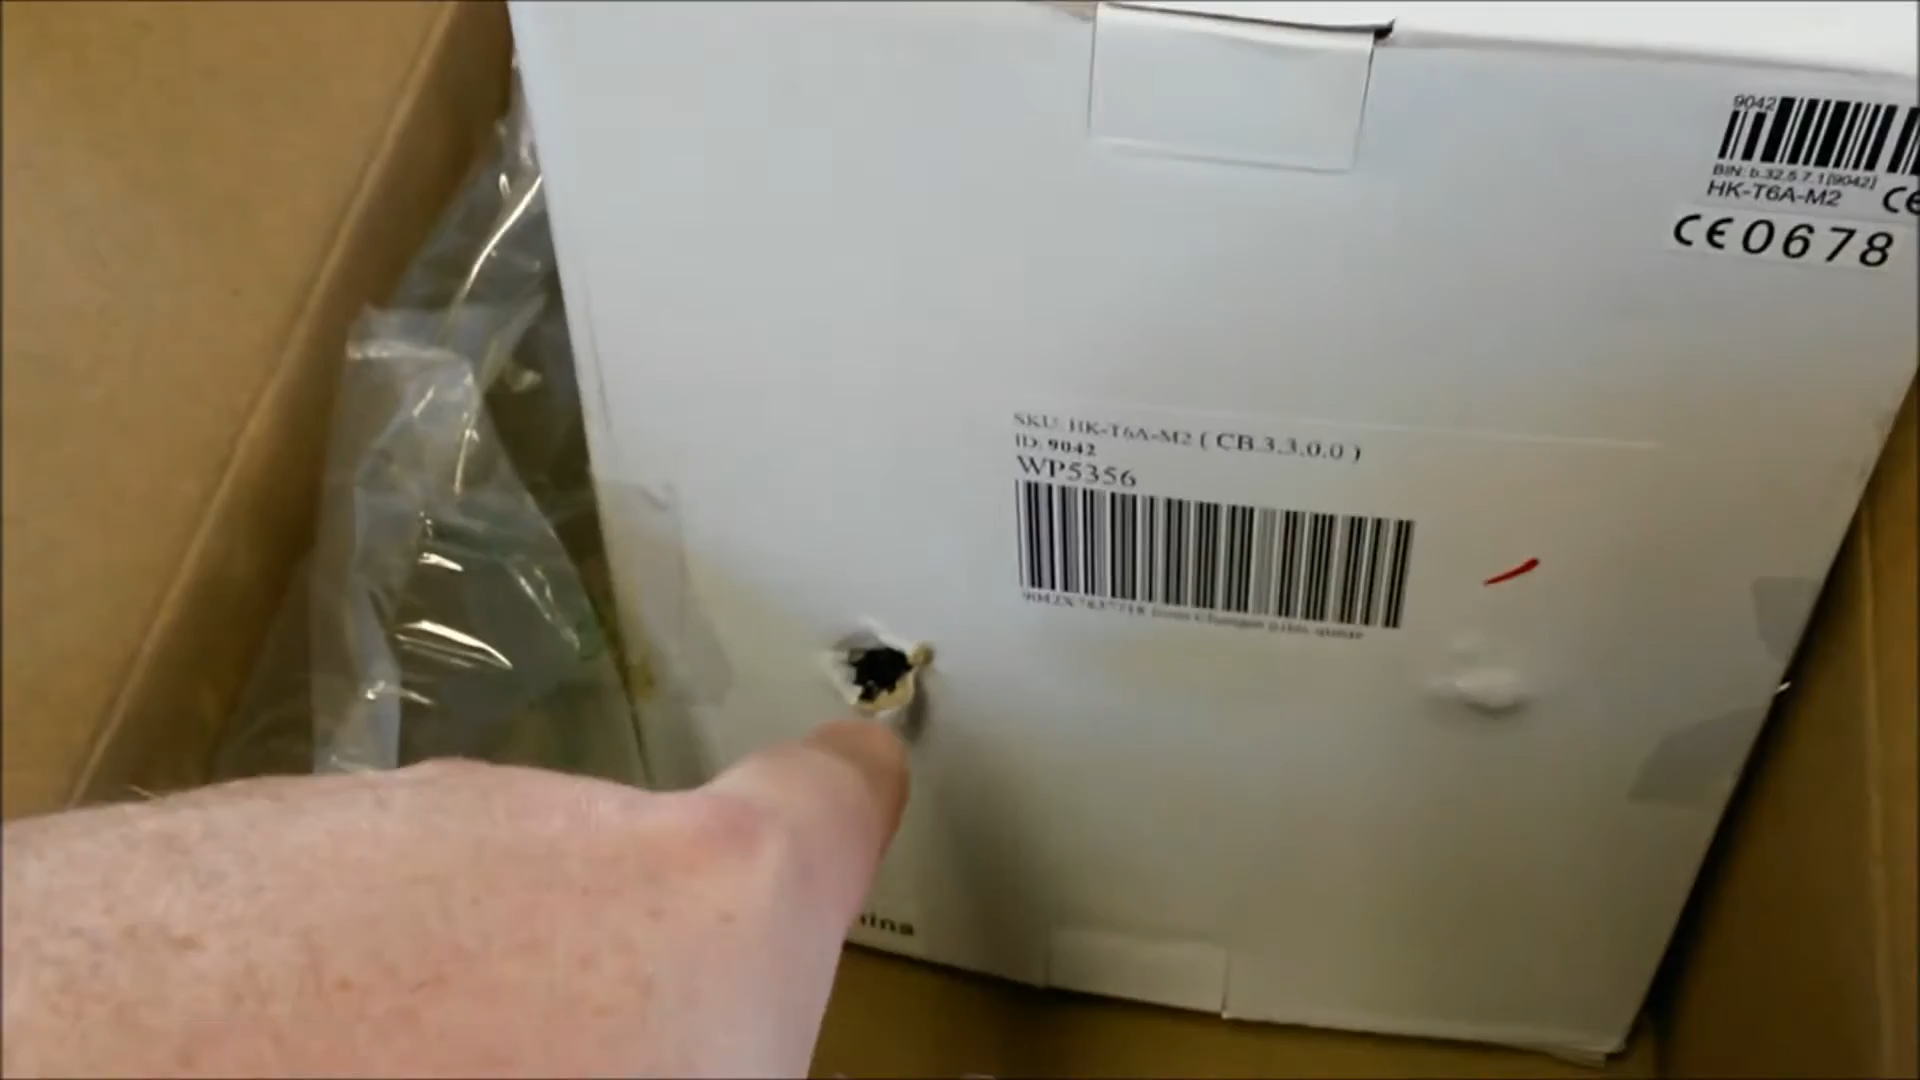 9042
BIN: b.32.5.7.1 [9042]
HK-T6A-M2 CE
CE0678
SKU: HK-T6A-M2 ( CB.3.3.0.0 )
ID: 9042
WP5356